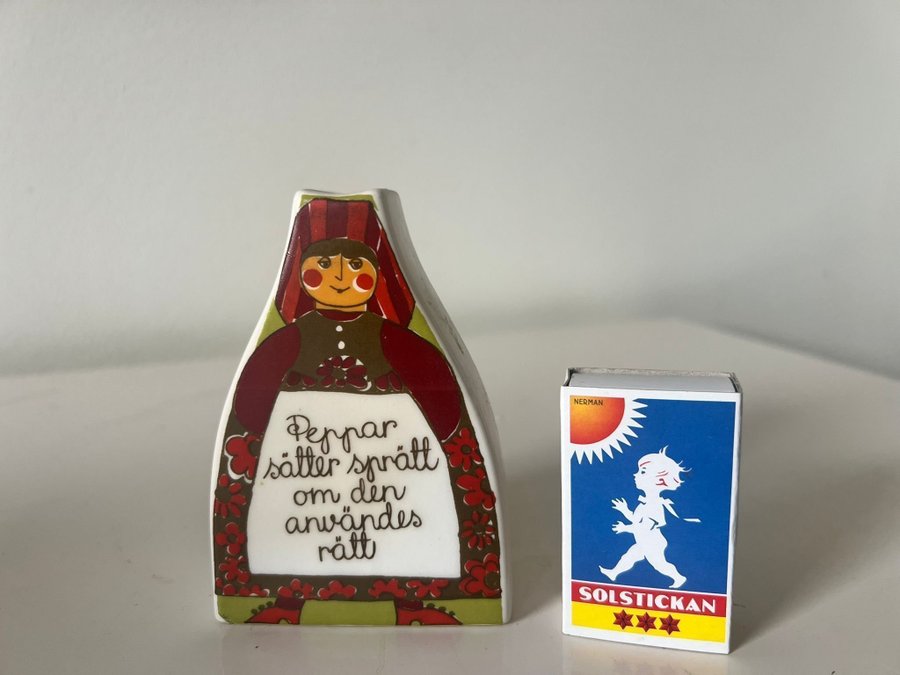 Peppar
sätter sprätt
om den
användes
rätt
NERMAN
SOLSTICKAN